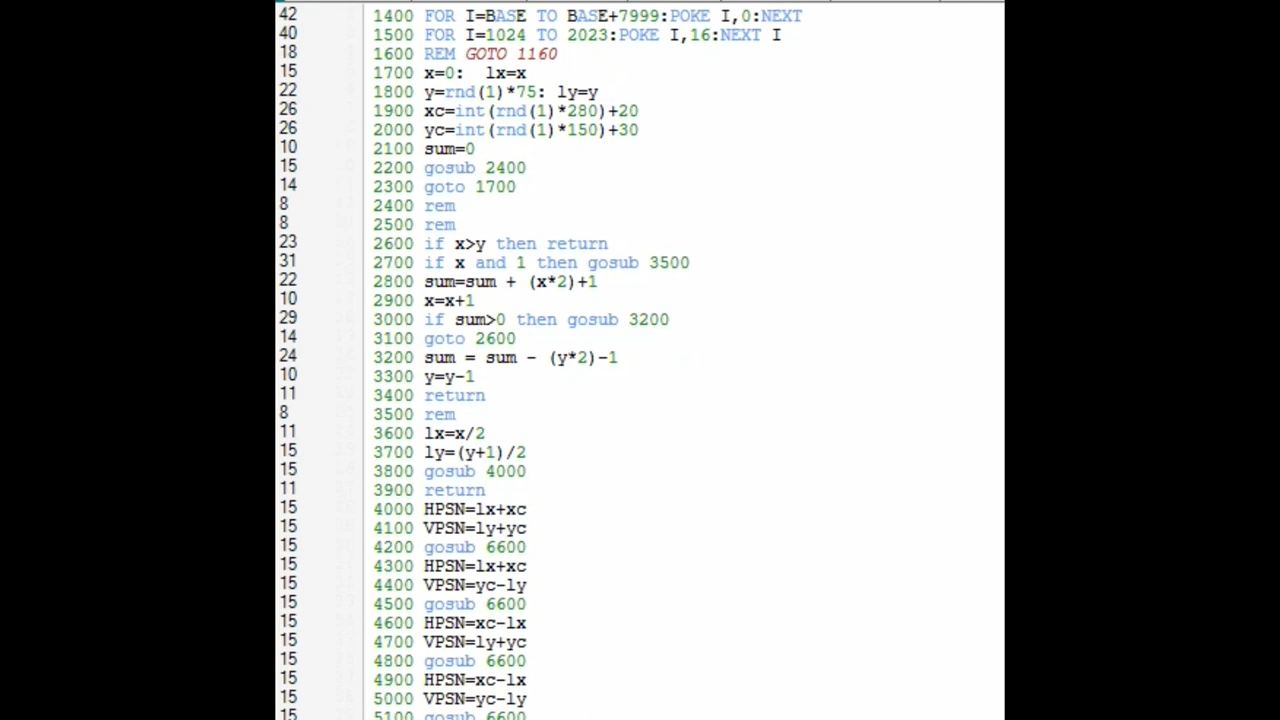 42 1400 FOR I=BASE TO BASE+7999:POKE I,0:NEXT
40 1500 FOR I=1024 TO 2023:POKE I,16:NEXT I
18 1600 REM GOTO 1160
15 1700 x=0:  lx=x
22 1800 y=rnd(1)*75: ly=y
26 1900 xc=int(rnd(1)*280)+20
26 2000 yc=int(rnd(1)*150)+30
10 2100 sum=0
15 2200 gosub 2400
14 2300 goto 1700
8 2400 rem
8 2500 rem
23 2600 if x>y then return
31 2700 if x and 1 then gosub 3500
22 2800 sum=sum + (x*2)+1
10 2900 x=x+1
29 3000 if sum>0 then gosub 3200
14 3100 goto 2600
24 3200 sum = sum - (y*2)-1
10 3300 y=y-1
11 3400 return
8 3500 rem
11 3600 lx=x/2
15 3700 ly=(y+1)/2
15 3800 gosub 4000
11 3900 return
15 4000 HPSN=lx+xc
15 4100 VPSN=ly+yc
15 4200 gosub 6600
15 4300 HPSN=lx+xc
15 4400 VPSN=yc-ly
15 4500 gosub 6600
15 4600 HPSN=xc-lx
15 4700 VPSN=ly+yc
15 4800 gosub 6600
15 4900 HPSN=xc-lx
15 5000 VPSN=yc-ly
15 5100 gosub 6600